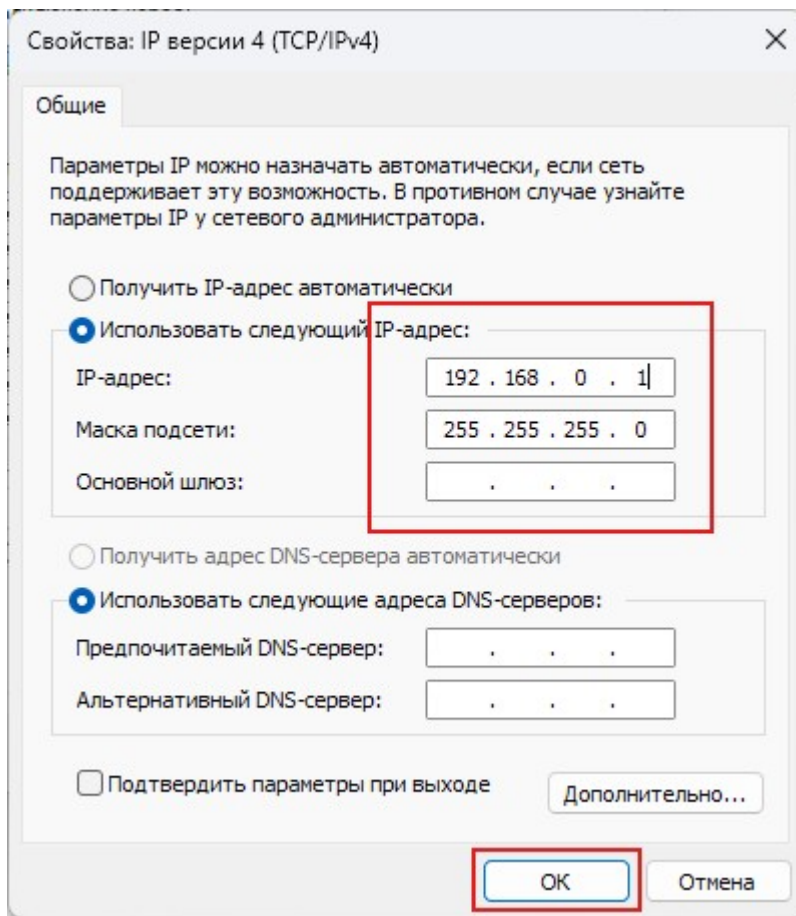 Свойства: IP версии 4 (TCP/IPv4)
Общие
Параметры IP можно назначать автоматически, если сеть
поддерживает эту возможность. В противном случае узнайте
параметры IP у сетевого администратора.
Получить IP-адрес автоматически
Использовать следующий IP-адрес:
IP-адрес: 192 . 168 . 0 . 1
Маска подсети: 255 . 255 . 255 . 0
Основной шлюз: . . .
Получить адрес DNS-сервера автоматически
Использовать следующие адреса DNS-серверов:
Предпочитаемый DNS-сервер: . . .
Альтернативный DNS-сервер: . . .
Подтвердить параметры при выходе
Дополнительно...
ОК Отмена